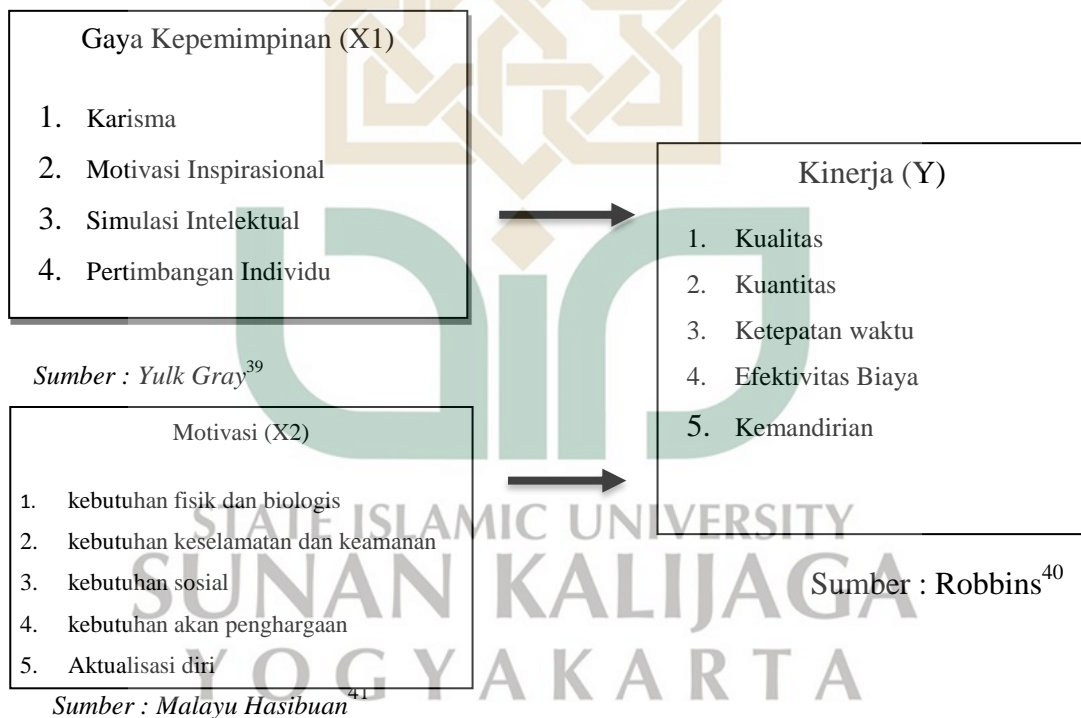 Gaya Kepemimpinan (X1)
1. Karisma
2. Motivasi Inspirasional
3. Simulasi Intelektual
4. Pertimbangan Individu
Sumber : Yulk Gray39
Motivasi (X2)
1. kebutuhan fisik dan biologis
2. kebutuhan keselamatan dan keamanan
3. kebutuhan sosial
4. kebutuhan akan penghargaan
5. Aktualisasi diri
Sumber : Malayu Hasibuan41
Kinerja (Y)
1. Kualitas
2. Kuantitas
3. Ketepatan waktu
4. Efektivitas Biaya
5. Kemandirian
Sumber : Robbins40
STATE ISLAMIC UNIVERSITY
SUNAN KALIJAGA
YOGYAKARTA